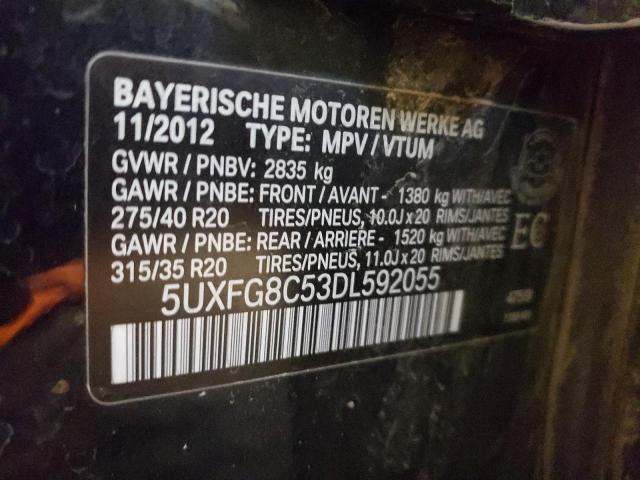 BAYERISCHE MOTOREN WERKE AG
11/2012 TYPE: MPV / VTUM
GVWR / PNBV: 2835 kg
GAWR / PNBE: FRONT / AVANT - 1380 kg WITH/AVEC
275/40 R20 TIRES/PNEUS, 10.0J x 20 RIMS/JANTES
GAWR / PNBE: REAR / ARRIERE - 1520 kg WITH/AVEC
315/35 R20 TIRES/PNEUS, 11.0J x 20 RIMS/JANTES
EC
5UXFG8C53DL592055